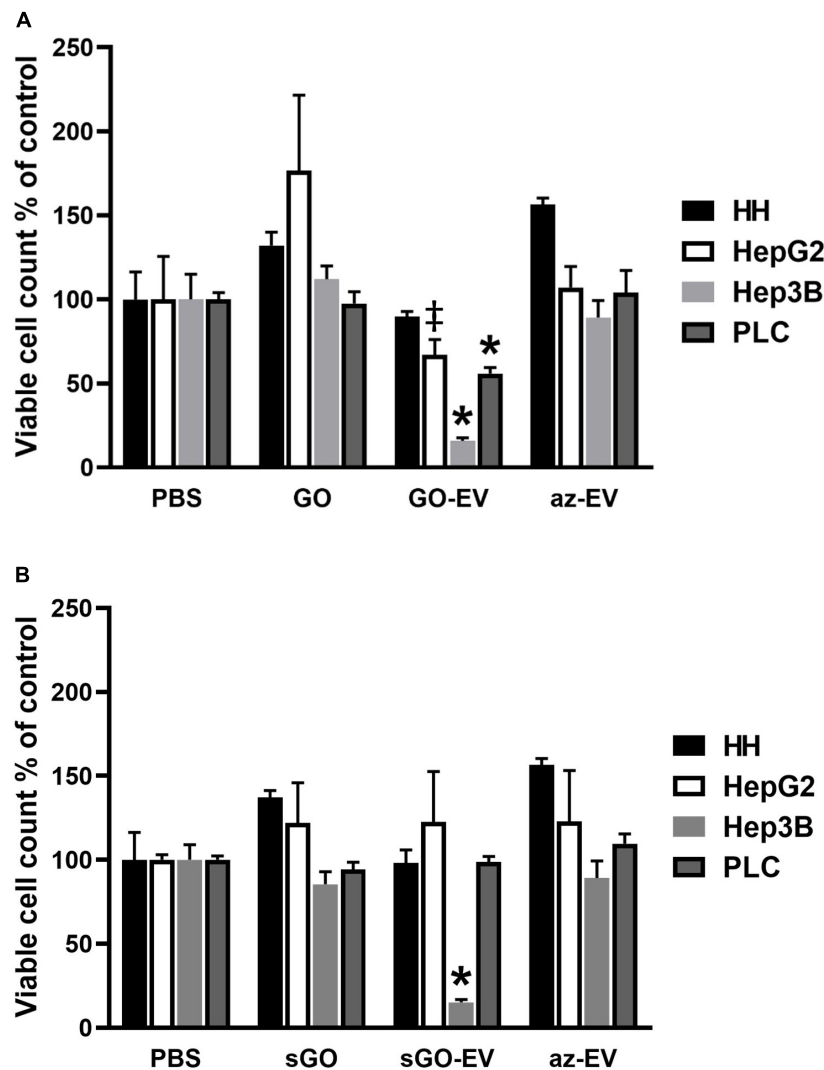 A
Viable cell count % of control
250
200
150
100
50
0
‡
*
*
PBS GO GO-EV az-EV
HH
HepG2
Hep3B
PLC
B
Viable cell count % of control
250
200
150
100
50
0
*
PBS sGO sGO-EV az-EV
HH
HepG2
Hep3B
PLC